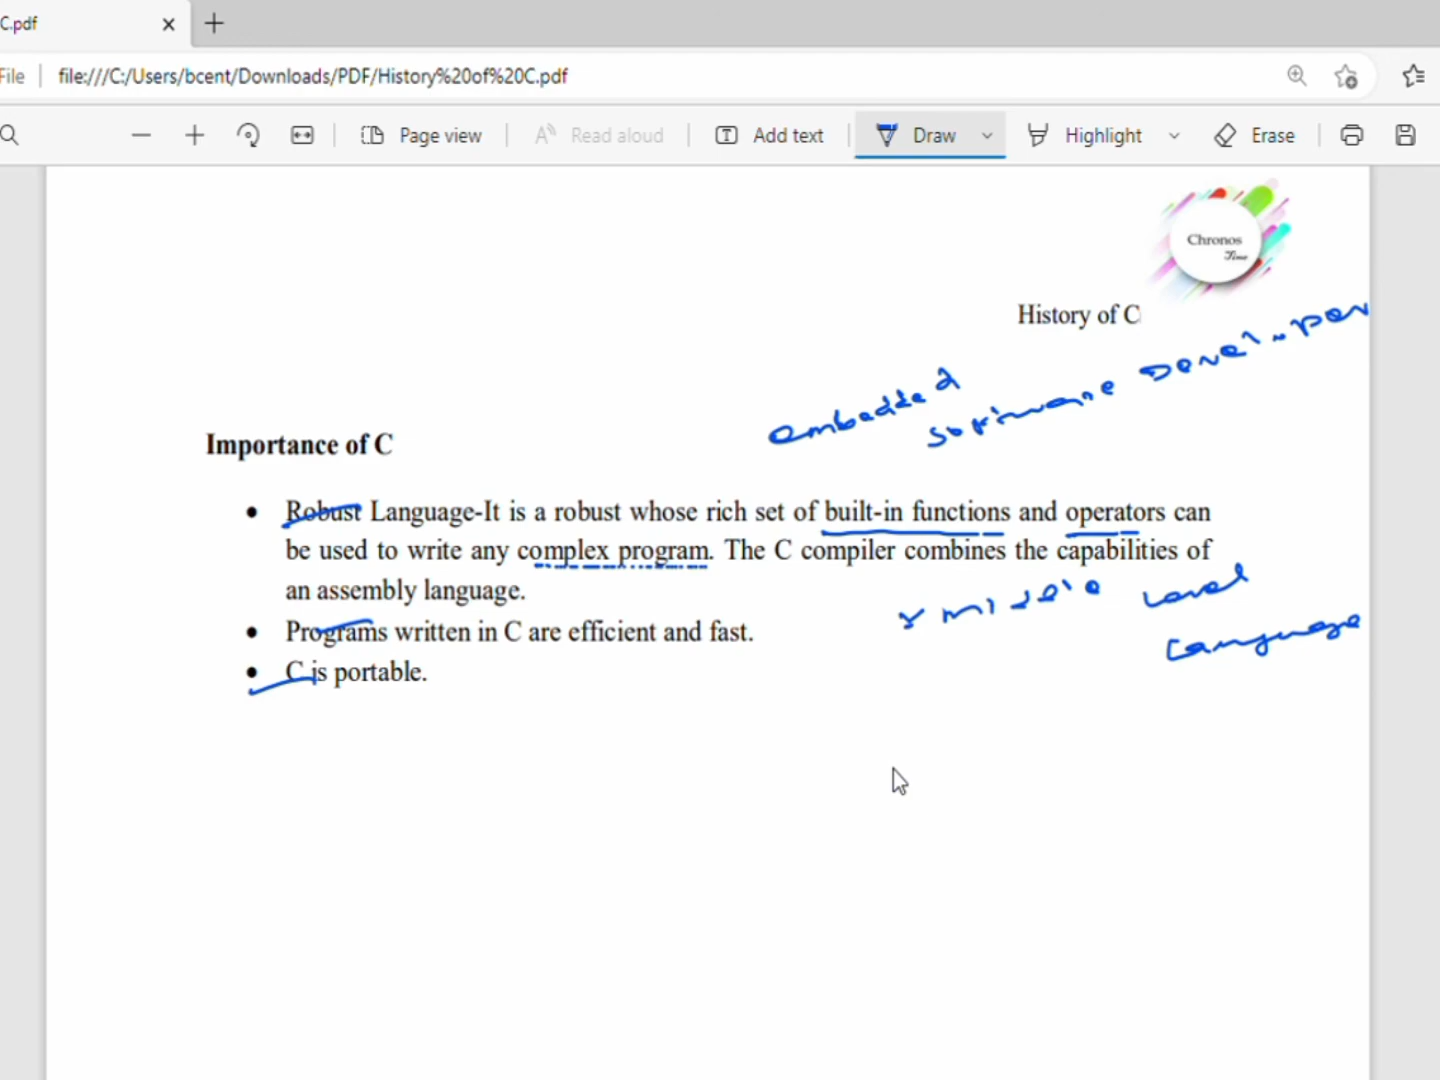 C.pdf
File file:///C:/Users/bcent/Downloads/PDF/History%20of%20C.pdf
Page view Read aloud Add text Draw Highlight Erase
Chronos
Time
History of C
embedded
Importance of C
• Robust Language-It is a robust whose rich set of built-in functions and operators can
be used to write any complex program. The C compiler combines the capabilities of
an assembly language.
middle level
Language
• Programs written in C are efficient and fast.
• C is portable.